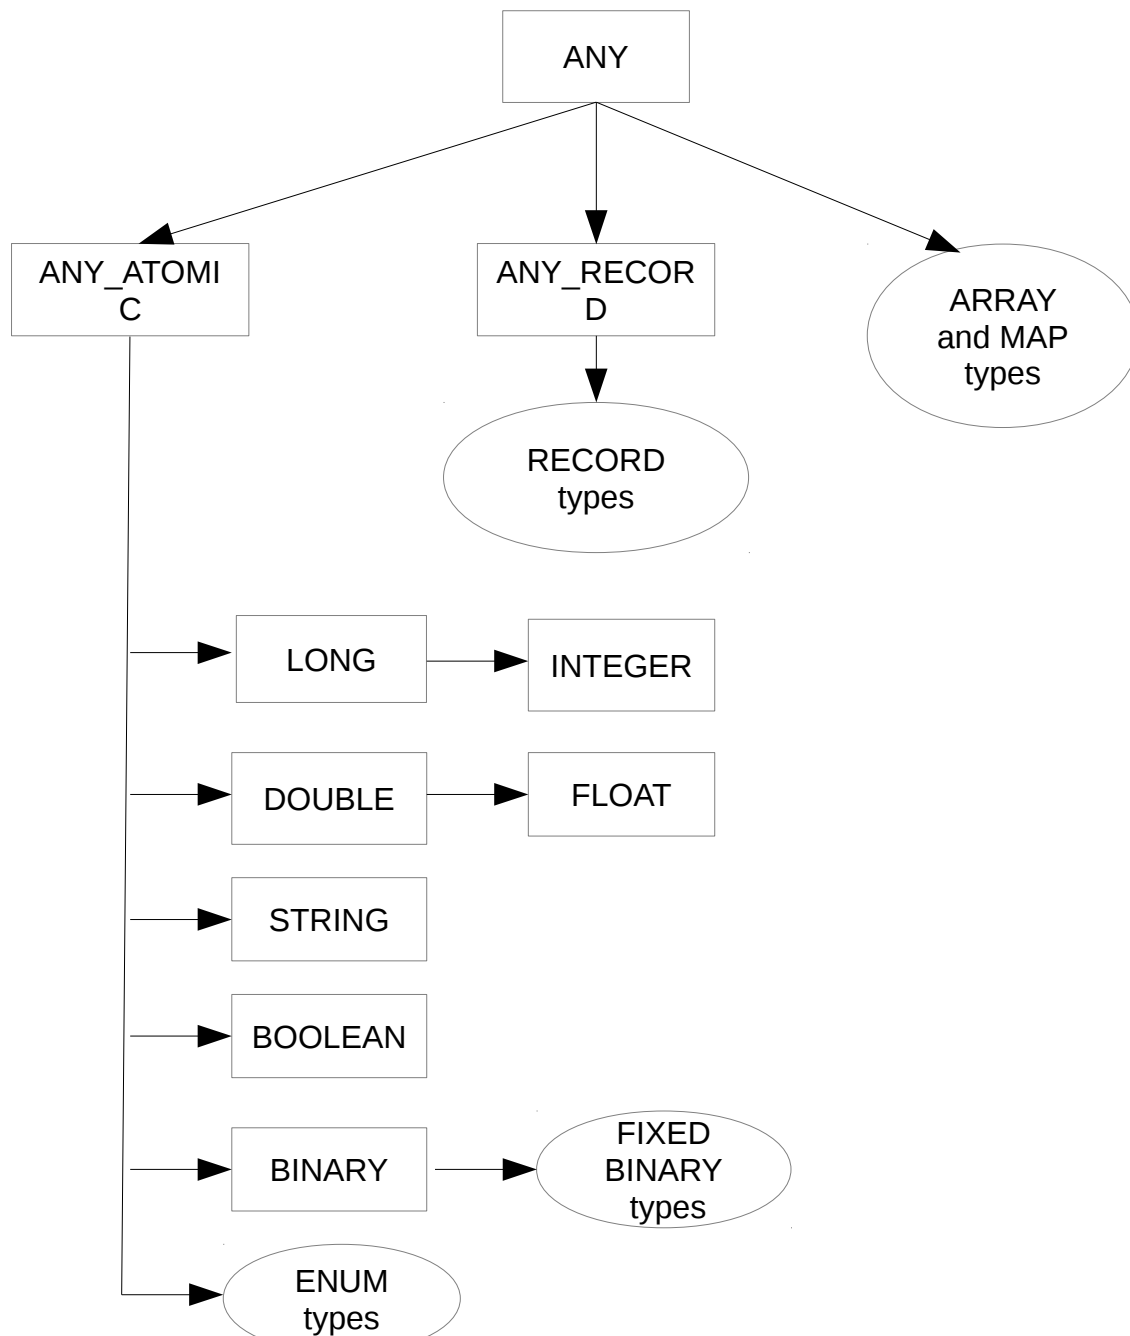 ANY
ANY_ATOMI
C
ANY_RECOR
D
ARRAY
and MAP
types
RECORD
types
LONG
INTEGER
DOUBLE
FLOAT
STRING
BOOLEAN
BINARY
FIXED
BINARY
types
ENUM
types